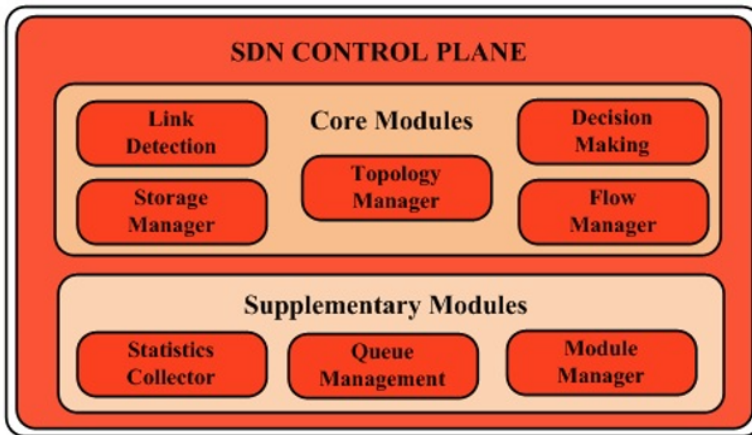 SDN CONTROL PLANE
Core Modules
Link
Detection
Storage
Manager
Topology
Manager
Decision
Making
Flow
Manager
Supplementary Modules
Statistics
Collector
Queue
Management
Module
Manager